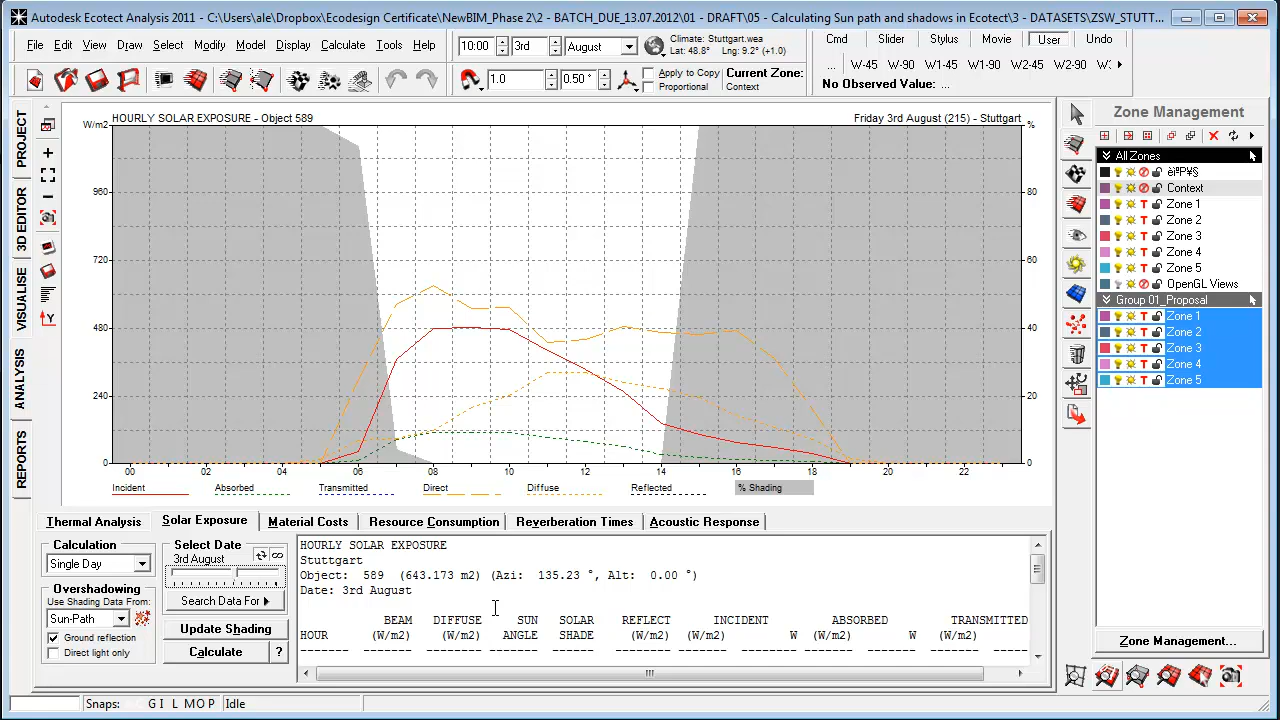 Autodesk Ecotect Analysis 2011 - C:\Users\ale\Dropbox\Ecodesign Certificate\NewBIM_Phase 2\2 - BATCH_DUE_13.07.2012\01 - DRAFT\05 - Calculating Sun path and shadows in Ecotect\3 - DATASETS\ZSW_STUTT...
File Edit View Draw Select Modify Model Display Calculate Tools Help
10:00 3rd August
Climate: Stuttgart.wea
Lat: 48.8° Lng: 9.2° (+1.0)
Cmd Slider Stylus Movie User Undo
... W-45 W-90 W1-45 W1-90 W2-45 W2-90 W:
1.0 0.50 °
Apply to Copy
Proportional
Current Zone:
Context
No Observed Value: ...
PROJECT
3D EDITOR
VISUALISE
ANALYSIS
REPORTS
HOURLY SOLAR EXPOSURE - Object 589
Friday 3rd August (215) - Stuttgart
W/m2
960
720
480
240
0
%
80
60
40
20
0
00 02 04 06 08 10 12 14 16 18 20 22
Incident Absorbed Transmitted Direct Diffuse Reflected % Shading
Thermal Analysis Solar Exposure Material Costs Resource Consumption Reverberation Times Acoustic Response
Calculation
Single Day
Overshadowing
Use Shading Data From:
Sun-Path
Ground reflection
Direct light only
Select Date
3rd August
Search Data For
Update Shading
Calculate ?
HOURLY SOLAR EXPOSURE
Stuttgart
Object: 589 (643.173 m2) (Azi: 135.23 °, Alt: 0.00 °)
Date: 3rd August
BEAM DIFFUSE SUN SOLAR REFLECT INCIDENT ABSORBED TRANSMITTED
HOUR (W/m2) (W/m2) ANGLE SHADE (W/m2) (W/m2) W (W/m2) W (W/m2)
------- ------- ------- ------- ------- ------- ------- ------- ------- ------- -------
Zone Management
All Zones
Context
Zone 1
Zone 2
Zone 3
Zone 4
Zone 5
OpenGL Views
Group 01_Proposal
Zone 1
Zone 2
Zone 3
Zone 4
Zone 5
Zone Management...
Snaps: G I L M O P Idle